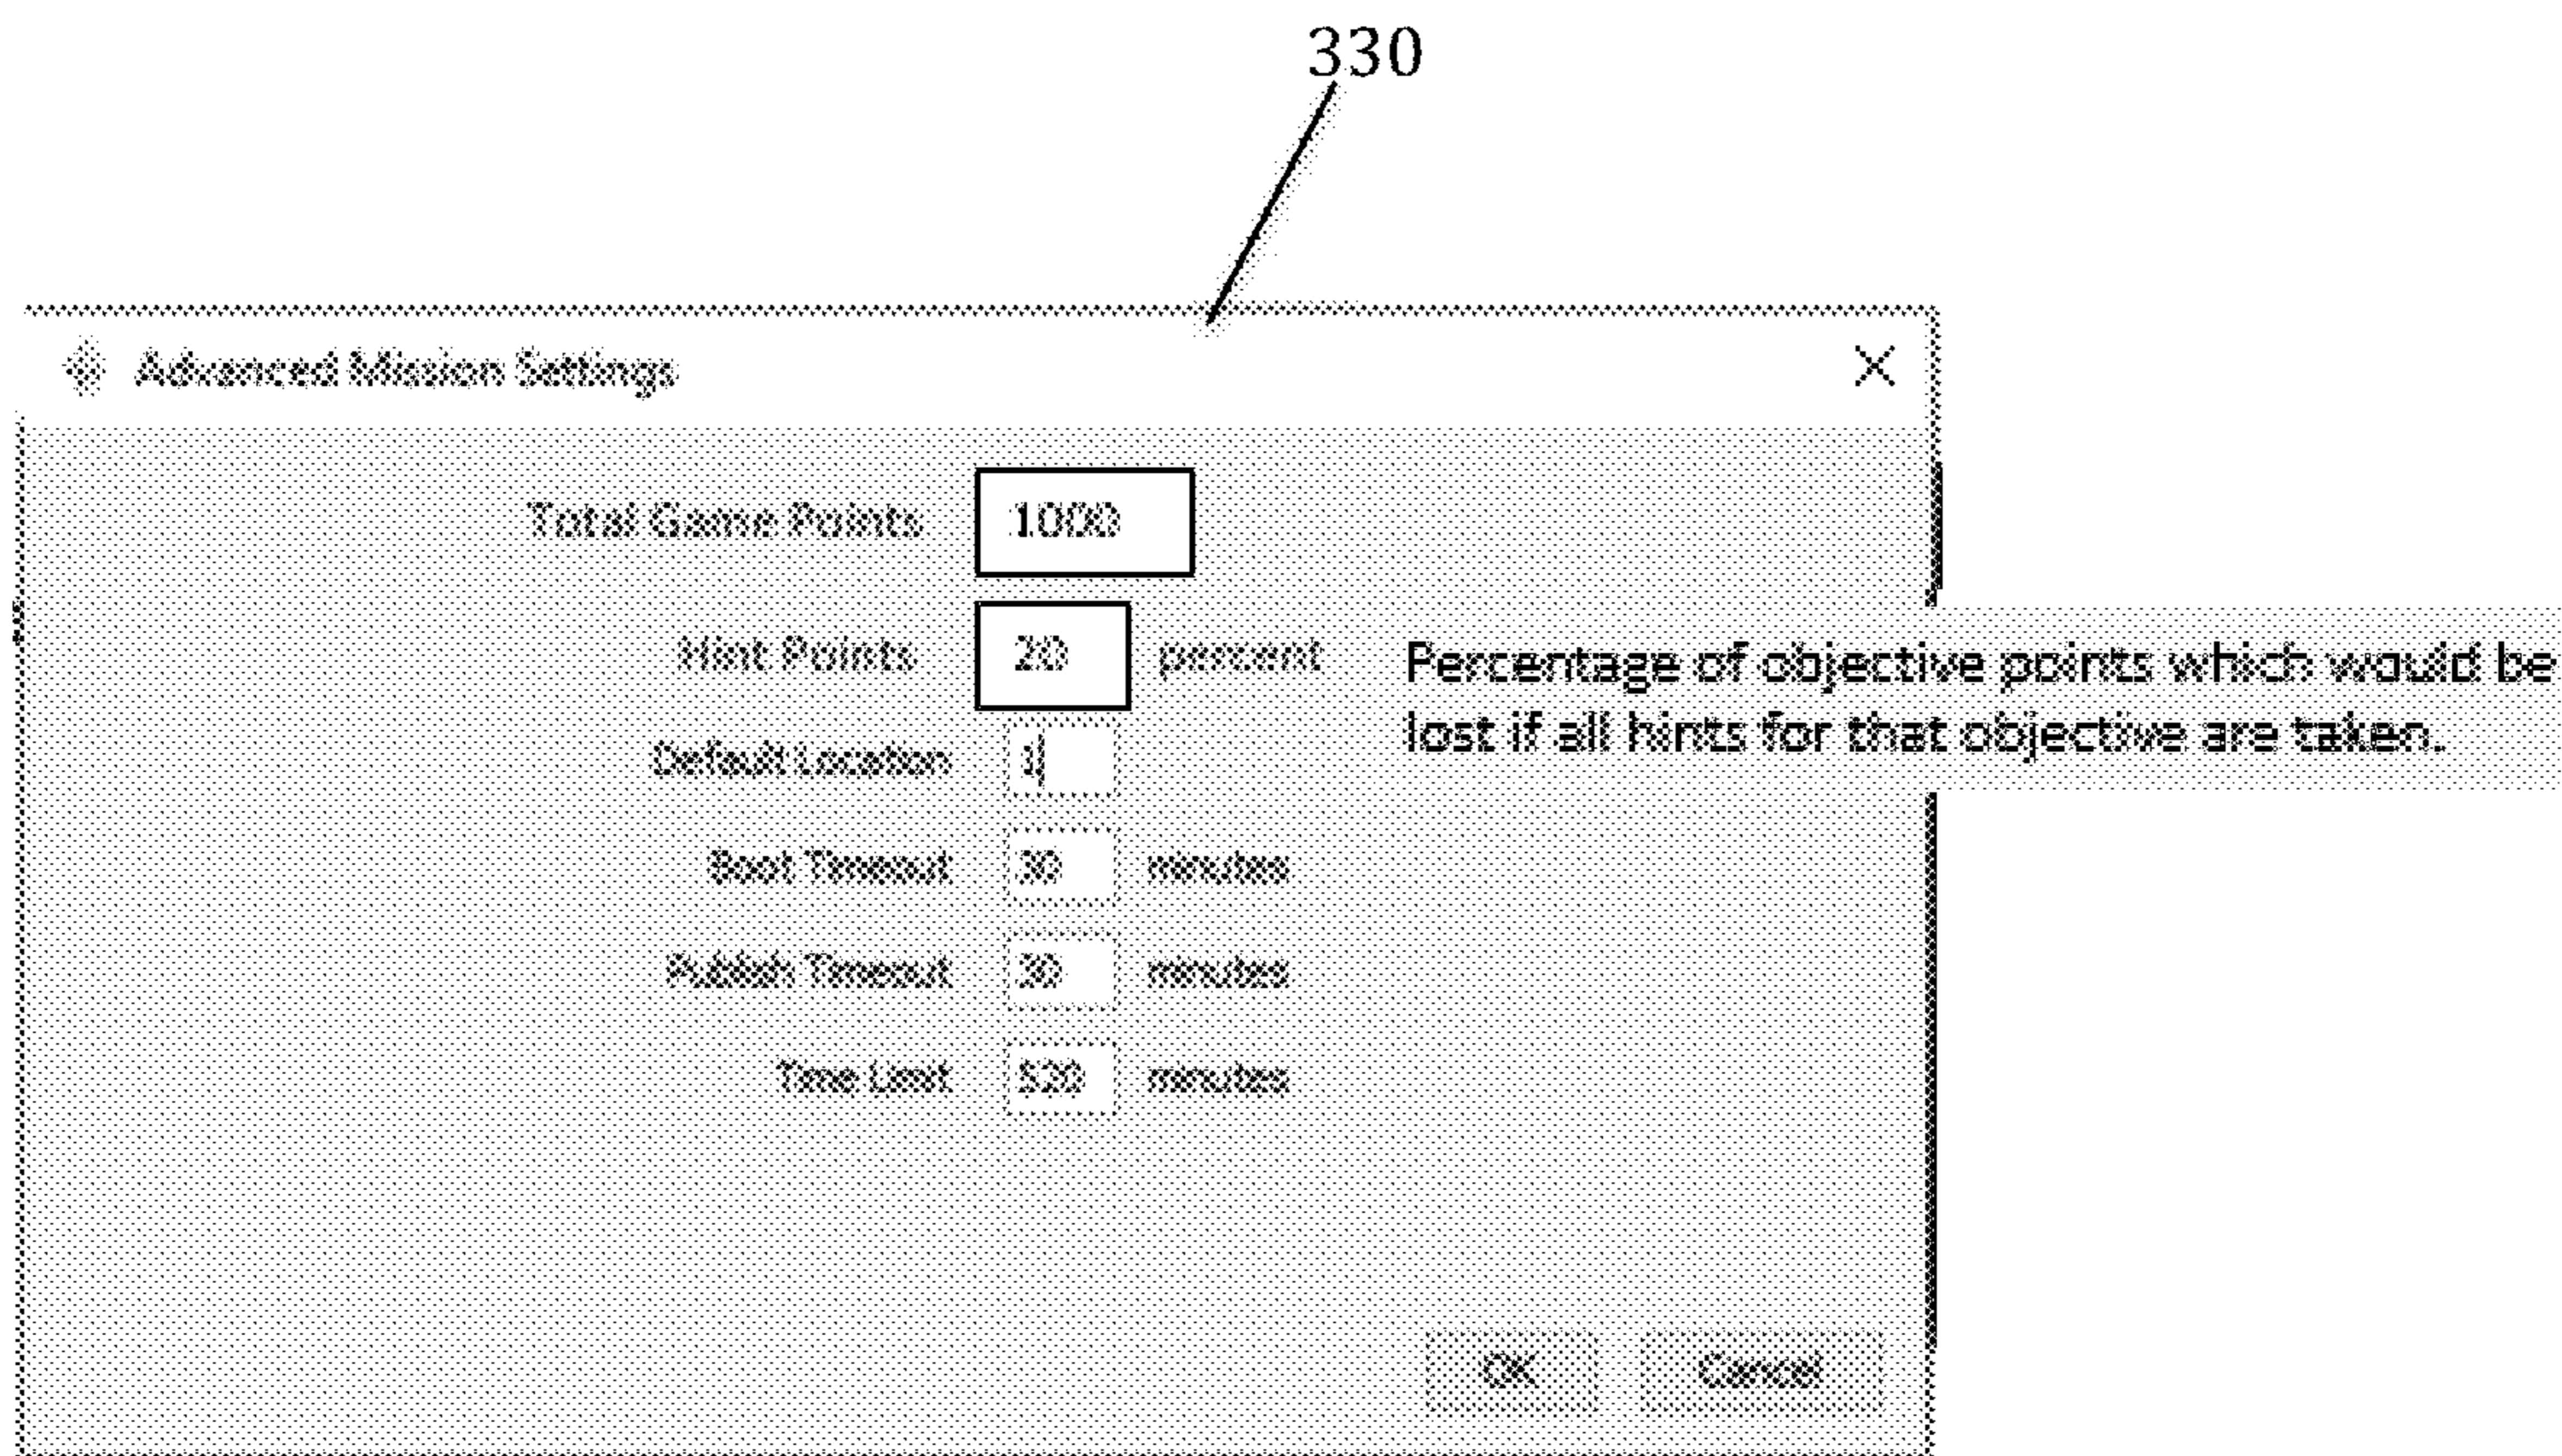 330
Advanced Mission Settings
Total Game Points 1000
Hint Points 20 percent
Percentage of objective points which would be
lost if all hints for that objective are taken.
Default Location 1
Boot Timeout 30 minutes
Publish Timeout 30 minutes
Time Limit 520 minutes
OK Cancel